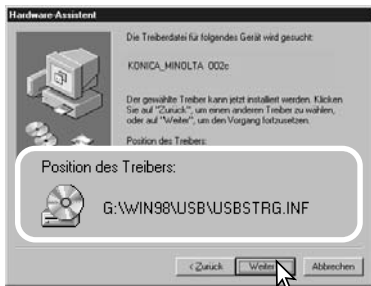 Hardware-Assistent
Die Treiberdatei für folgendes Gerät wird gesucht:
KONICA_MINOLTA 002e
Der gewählte Treiber kann jetzt installiert werden. Klicken
Sie auf "Zurück", um einen anderen Treiber zu wählen,
oder auf "Weiter", um den Vorgang fortzusetzen.
Position des Treibers:
Position des Treibers:
G:\WIN98\USB\USBSTRG.INF
<Zurück Weiter Abbrechen